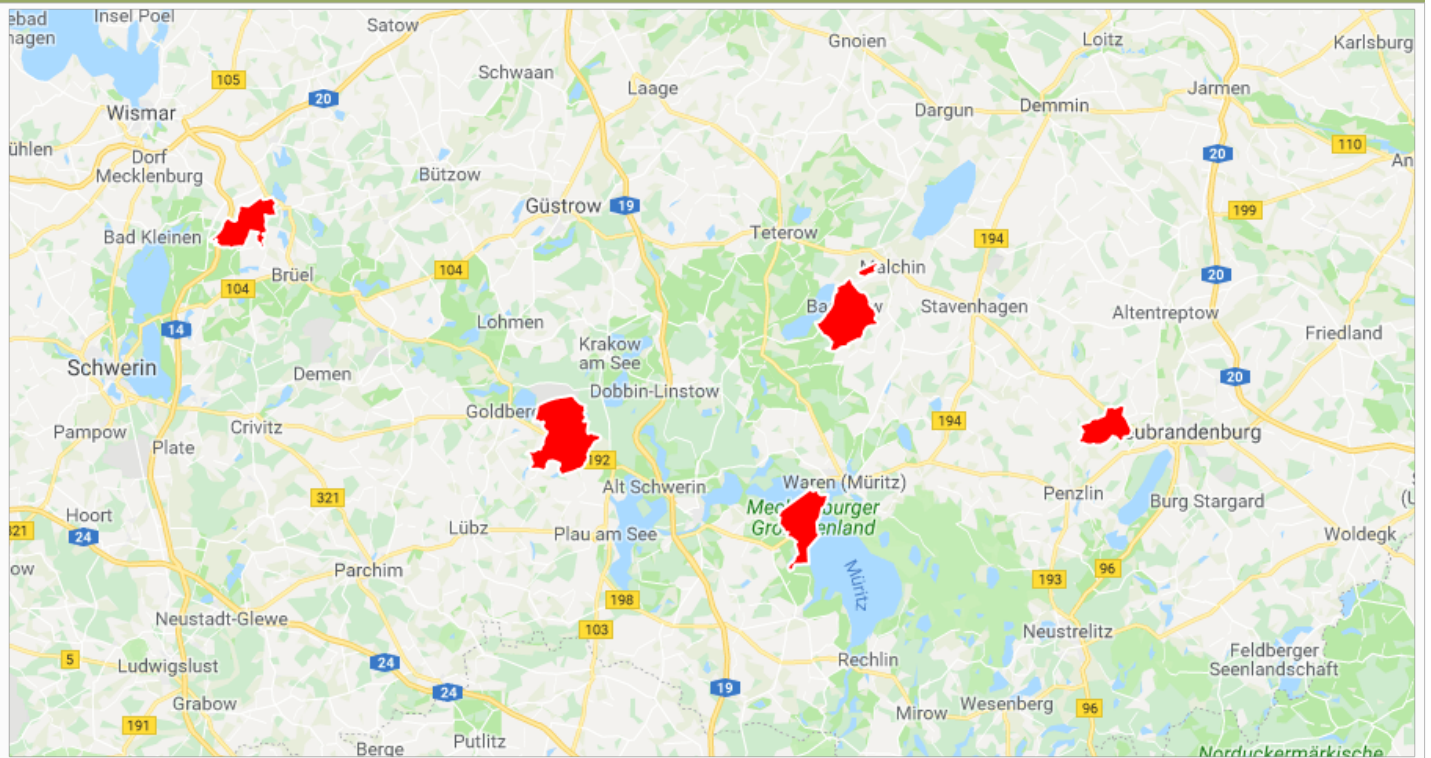 Insel Poel
Satow
Gnoien
Loitz
Karlsburg
105
20
Schwaan
Laage
Dargun
Demmin
Jarmen
Wismar
110
Dorf
Mecklenburg
Bützow
20
Güstrow
19
199
Bad Kleinen
Teterow
194
104
Brüel
104
Malchin
20
14
Lohmen
Stavenhagen
Altentreptow
Friedland
Krakow
am See
Schwerin
Demen
Dobbin-Linstow
20
Goldberg
194
Pampow
Plate
Crivitz
192
Alt Schwerin
Waren (Müritz)
Penzlin
Burg Stargard
321
Hoort
24
Lübz
Plau am See
Woldegk
Parchim
Müritz
193
96
198
103
Neustadt-Glewe
Neustrelitz
5
Ludwigslust
24
24
Rechlin
19
Feldberger
Seenlandschaft
Grabow
191
Mirow
Wesenberg
96
Berge
Putlitz
Norduckermärkische